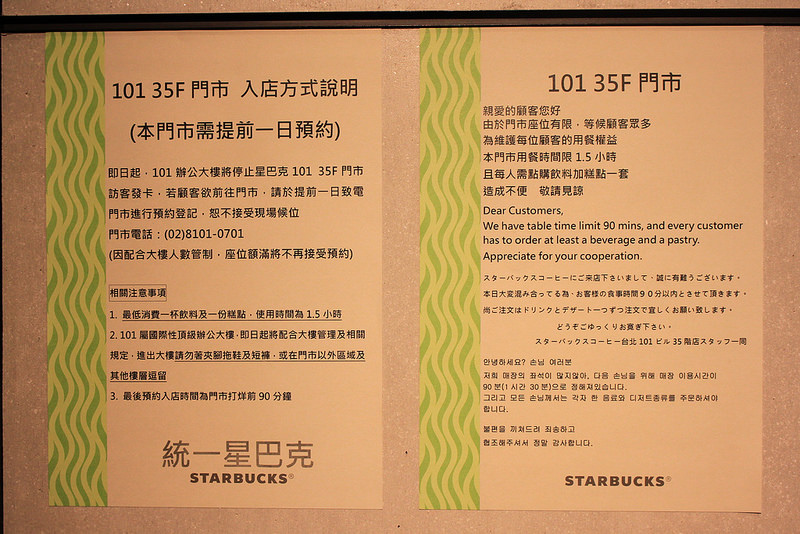 101 35F 門市 入店方式說明
(本門市需提前一日預約)
即日起，101 辦公大樓將停止星巴克 101 35F 門市
訪客發卡，若顧客欲前往門市，請於提前一日致電
門市進行預約登記，恕不接受現場候位
門市電話：(02)8101-0701
(因配合大樓人數管制，座位額滿將不再接受預約)
相關注意事項
1. 最低消費一杯飲料及一份糕點，使用時間為 1.5 小時
2. 101 屬國際性頂級辦公大樓，即日起將配合大樓管理及相關
規定，進出大樓請勿著夾腳拖鞋及短褲，或在門市以外區域及
其他樓層逗留
3. 最後預約入店時間為門市打烊前 90 分鐘
統一星巴克
STARBUCKS®
101 35F 門市
親愛的顧客您好
由於門市座位有限，等候顧客眾多
為維護每位顧客的用餐權益
本門市用餐時間限 1.5 小時
且每人需點購飲料加糕點一套
造成不便 敬請見諒
Dear Customers,
We have table time limit 90 mins, and every customer
has to order at least a beverage and a pastry.
Appreciate for your cooperation.
スターバックスコーヒーにご来店下さいまして、誠に有難うございます。
本日大変混み合ってる為、お客様の食事時間９０分以内とさせて頂きます。
尚ご注文はドリンクとデザート一つずつ注文で宜しくお願い致します。
どうぞごゆっくりお寛ぎ下さい。
スターバックスコーヒー台北 101 ビル 35 階店スタッフ一同
안녕하세요? 손님 여러분
저희 매장의 좌석이 많지않아, 다음 손님을 위해 매장 이용시간이
90 분(1 시간 30 분)으로 정해져있습니다.
그리고 모든 손님께서는 각자 한 음료와 디저트종류를 주문하셔야
합니다.
불편을 끼쳐드려 죄송하고
협조해주셔서 정말 감사합니다.
STARBUCKS®